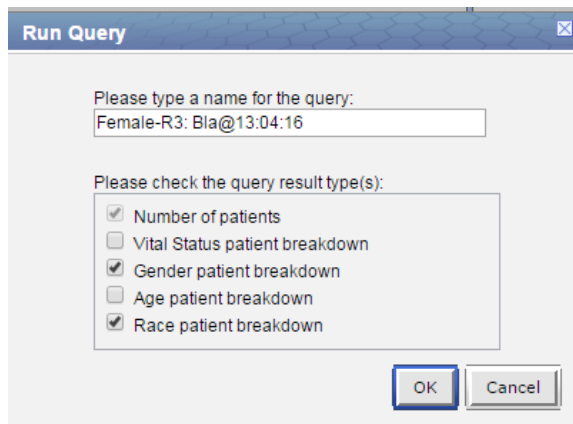 Run Query
Please type a name for the query:
Female-R3: Bla@13:04:16
Please check the query result type(s):
Number of patients
Vital Status patient breakdown
Gender patient breakdown
Age patient breakdown
Race patient breakdown
OK Cancel